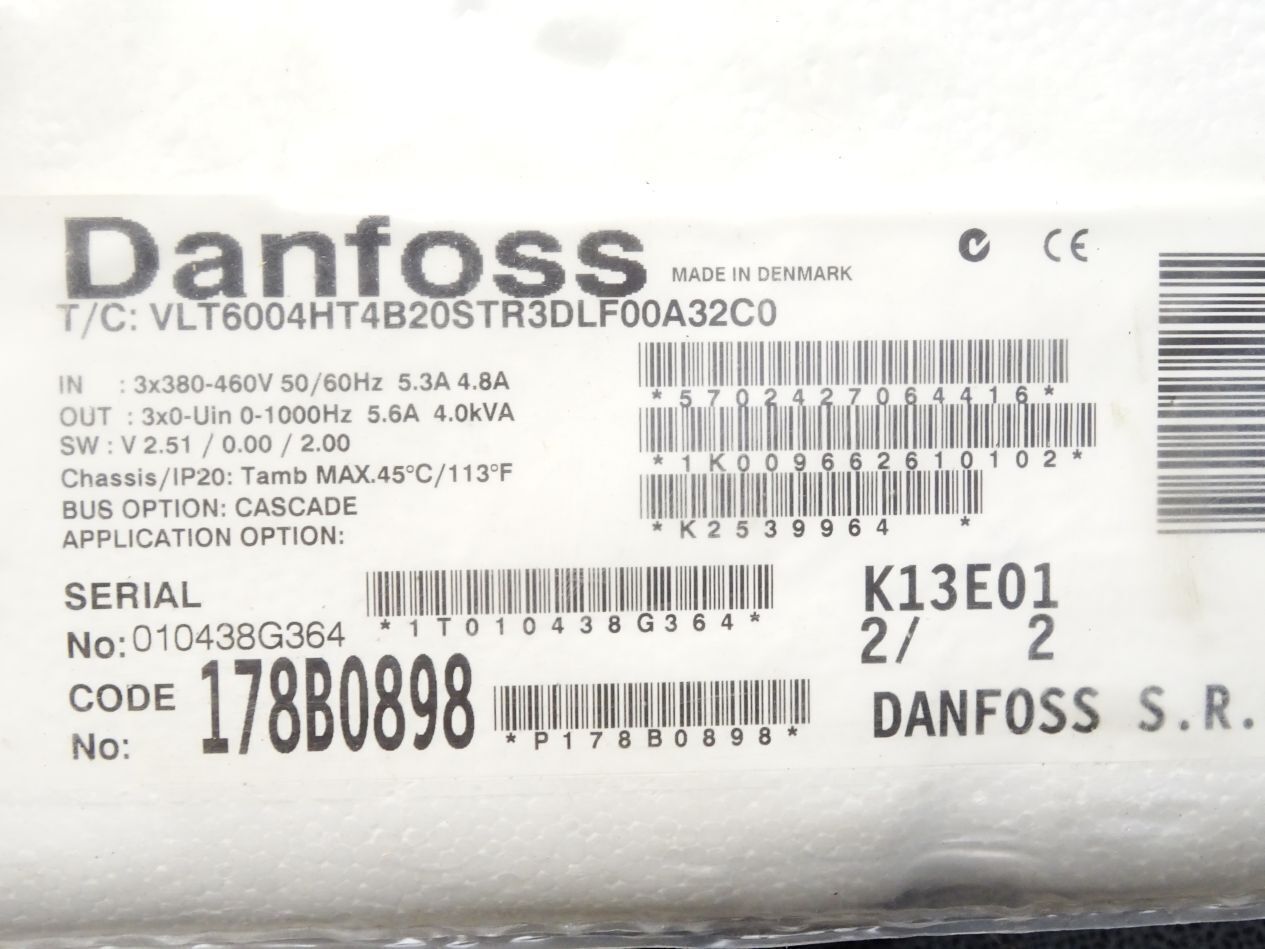 Danfoss
MADE IN DENMARK
CE
T/C: VLT6004HT4B20STR3DLF00A32C0
IN : 3x380-460V 50/60Hz 5.3A 4.8A
OUT : 3x0-Uin 0-1000Hz 5.6A 4.0kVA
SW : V 2.51 / 0.00 / 2.00
Chassis/IP20: Tamb MAX.45°C/113°F
BUS OPTION: CASCADE
APPLICATION OPTION:
*5702427064416*
*1K009662610102*
*K2539964 *
SERIAL
No: 010438G364
*1T010438G364*
K13E01
2/ 2
CODE
No:
178B0898
*P178B0898*
DANFOSS S.R.